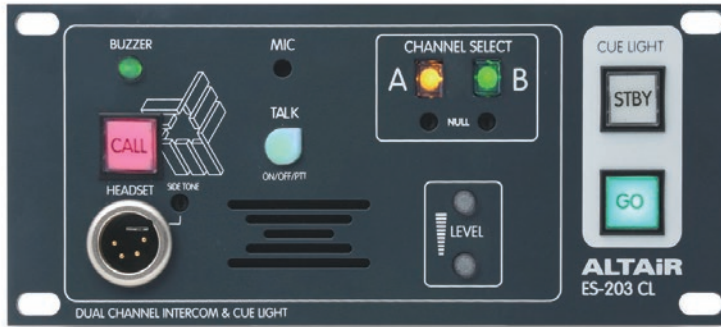 BUZZER
MIC
CHANNEL SELECT
A B
NULL
CUE LIGHT
STBY
CALL
TALK
ON/OFF/PTT
HEADSET
SIDE TONE
LEVEL
GO
ALTAiR
ES-203 CL
DUAL CHANNEL INTERCOM & CUE LIGHT